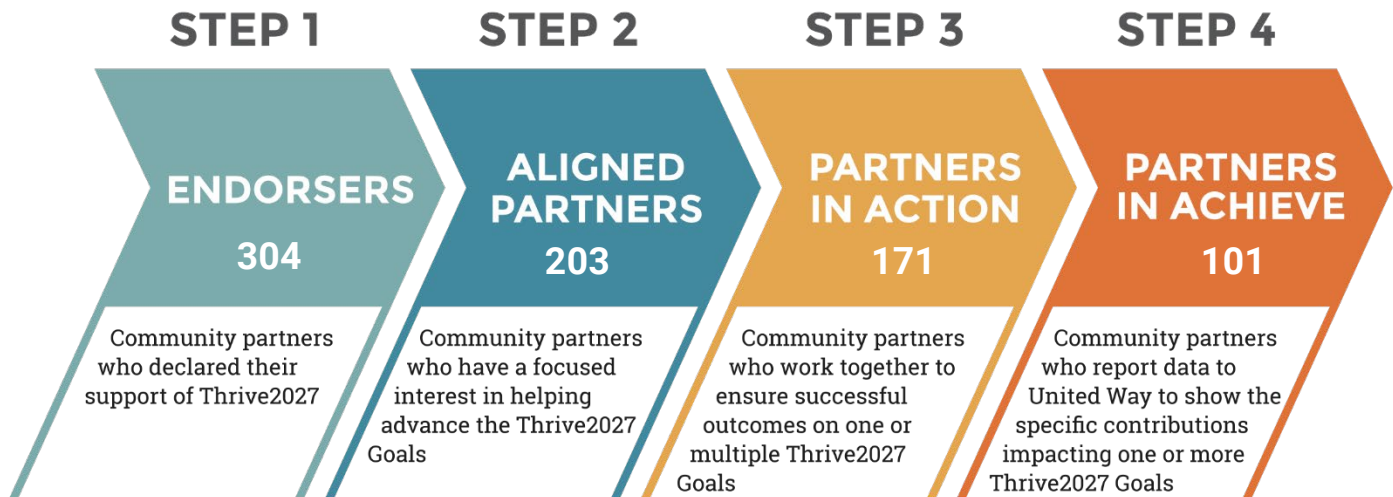 STEP 1
ENDORSERS
304
Community partners
who declared their
support of Thrive2027
STEP 2
ALIGNED
PARTNERS
203
Community partners
who have a focused
interest in helping
advance the Thrive2027
Goals
STEP 3
PARTNERS
IN ACTION
171
Community partners
who work together to
ensure successful
outcomes on one or
multiple Thrive2027
Goals
STEP 4
PARTNERS
IN ACHIEVE
101
Community partners
who report data to
United Way to show the
specific contributions
impacting one or more
Thrive2027 Goals